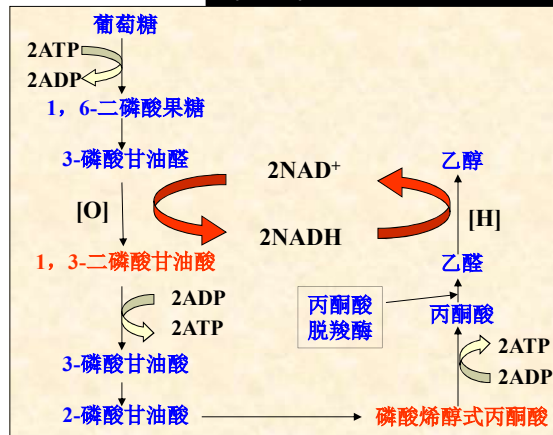 葡萄糖
2ATP
2ADP
1，6-二磷酸果糖
3-磷酸甘油醛
[O]
2NAD⁺
2NADH
乙醇
[H]
1，3-二磷酸甘油酸
乙醛
丙酮酸
脱羧酶
丙酮酸
2ADP
2ATP
3-磷酸甘油酸
2ATP
2ADP
2-磷酸甘油酸
磷酸烯醇式丙酮酸